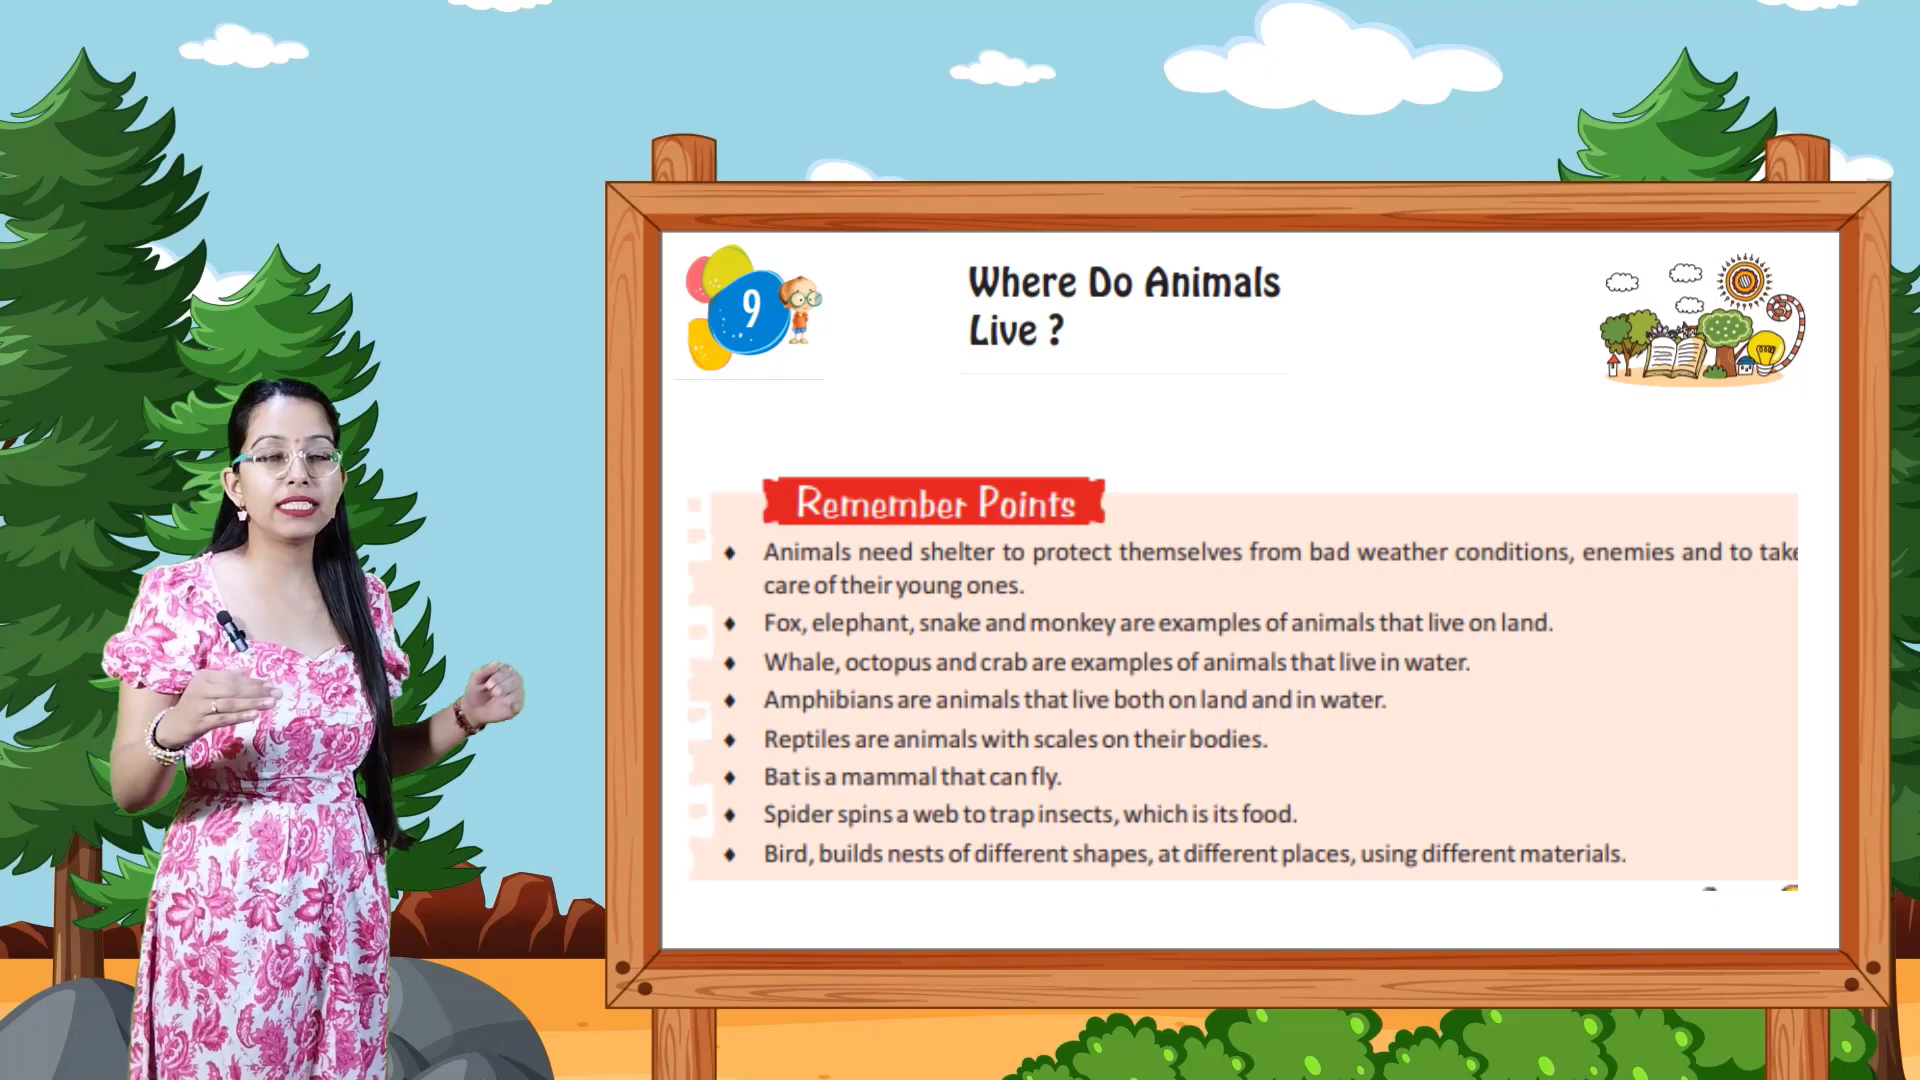 9
Where Do Animals
Live ?
Remember Points
♦ Animals need shelter to protect themselves from bad weather conditions, enemies and to take
care of their young ones.
♦ Fox, elephant, snake and monkey are examples of animals that live on land.
♦ Whale, octopus and crab are examples of animals that live in water.
♦ Amphibians are animals that live both on land and in water.
♦ Reptiles are animals with scales on their bodies.
♦ Bat is a mammal that can fly.
♦ Spider spins a web to trap insects, which is its food.
♦ Bird, builds nests of different shapes, at different places, using different materials.